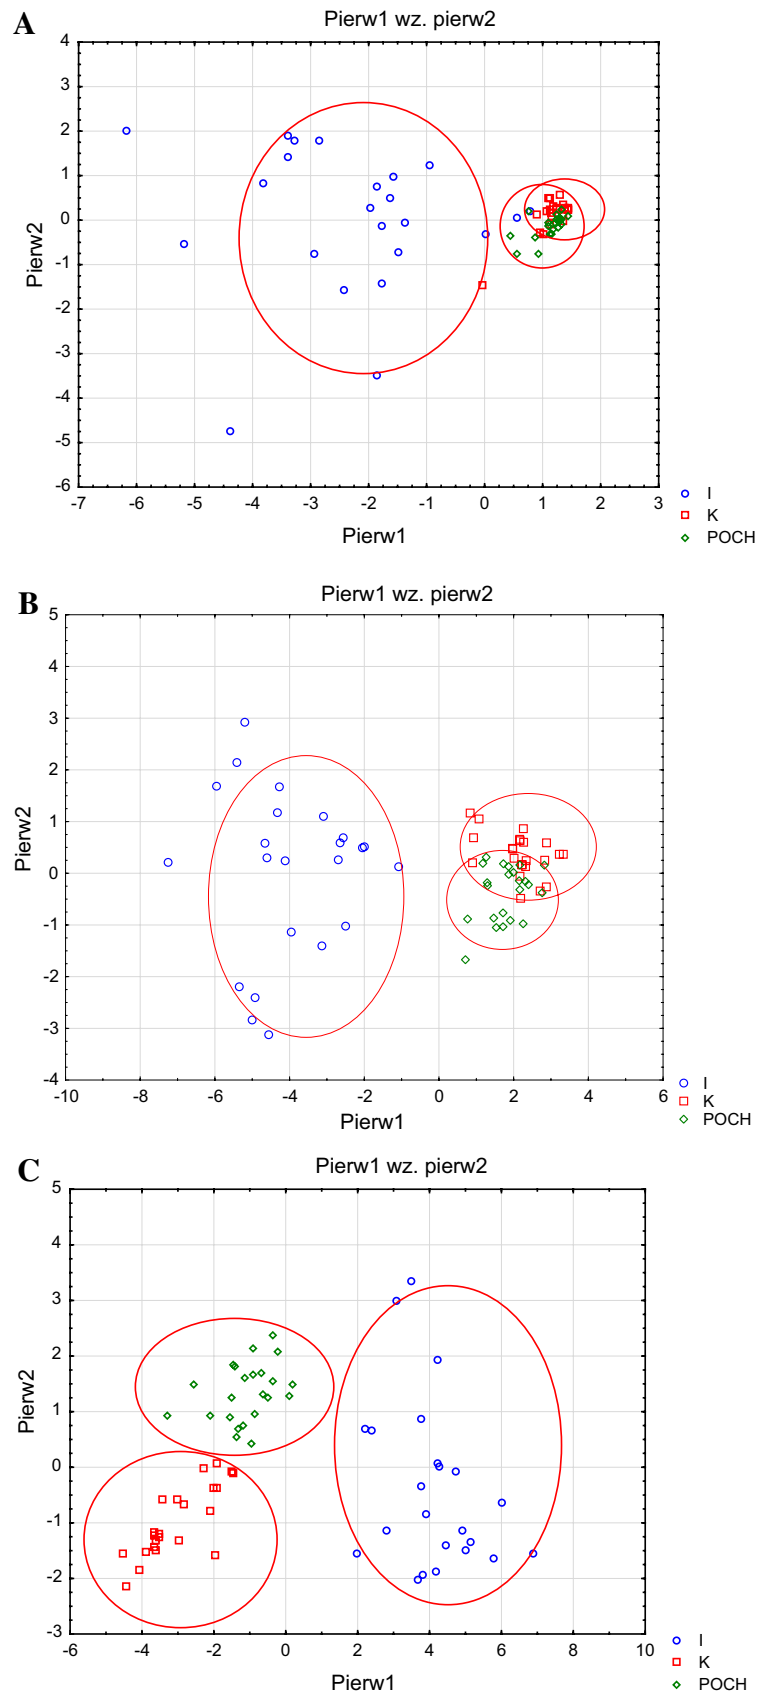 A
Pierw1 wz. pierw2
4
3
2
1
0
-1
-2
-3
-4
-5
-6
Pierw2
-7 -6 -5 -4 -3 -2 -1 0 1 2 3
Pierw1
I
K
POCH
B
Pierw1 wz. pierw2
5
4
3
2
1
0
-1
-2
-3
-4
Pierw2
-10 -8 -6 -4 -2 0 2 4 6
Pierw1
I
K
POCH
C
Pierw1 wz. pierw2
5
4
3
2
1
0
-1
-2
-3
Pierw2
-6 -4 -2 0 2 4 6 8 10
Pierw1
I
K
POCH